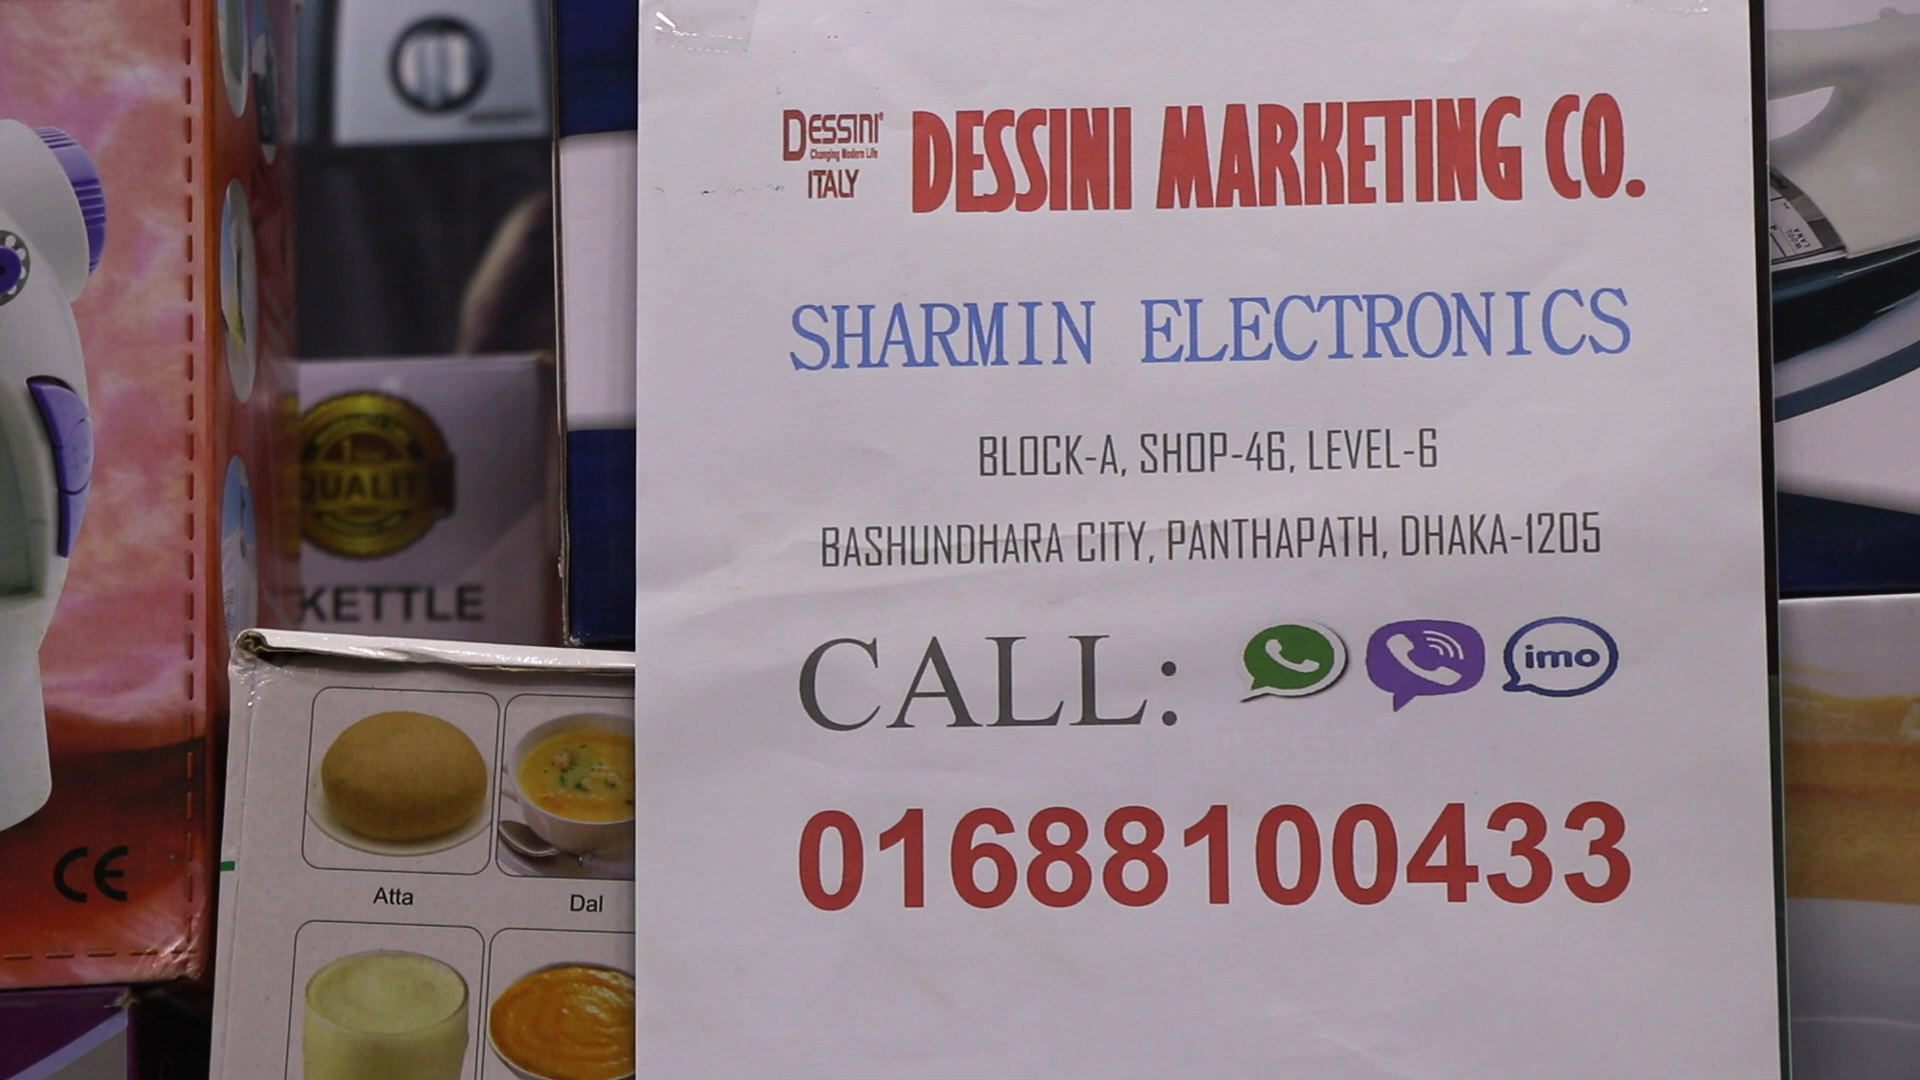 DESSINI
Changing Modern Life
ITALY
DESSINI MARKETING CO.
SHARMIN ELECTRONICS
BLOCK-A, SHOP-46, LEVEL-6
BASHUNDHARA CITY, PANTHAPATH, DHAKA-1205
CALL:
imo
01688100433
QUALIT
KETTLE
CE
Atta
Dal